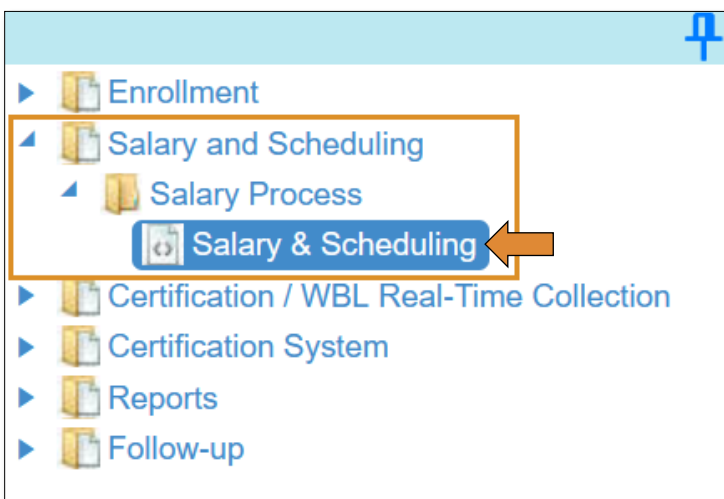 Enrollment
Salary and Scheduling
Salary Process
Salary & Scheduling
Certification / WBL Real-Time Collection
Certification System
Reports
Follow-up